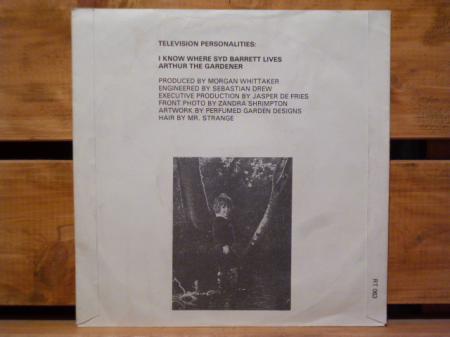 TELEVISION PERSONALITIES:
I KNOW WHERE SYD BARRETT LIVES
ARTHUR THE GARDENER
PRODUCED BY MORGAN WHITTAKER
ENGINEERED BY SEBASTIAN DREW
EXECUTIVE PRODUCTION BY JASPER DE FRIES
FRONT PHOTO BY ZANDRA SHRIMPTON
ARTWORK BY PERFUMED GARDEN DESIGNS
HAIR BY MR. STRANGE
RT 063